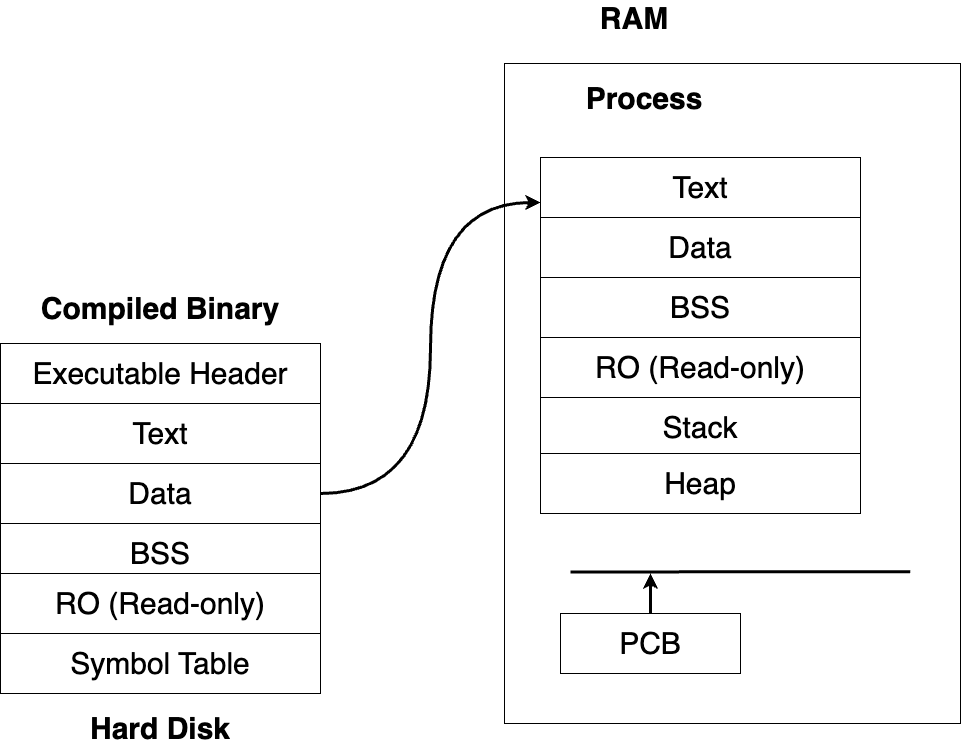 RAM
Process
Text
Data
BSS
RO (Read-only)
Stack
Heap
PCB
Compiled Binary
Executable Header
Text
Data
BSS
RO (Read-only)
Symbol Table
Hard Disk